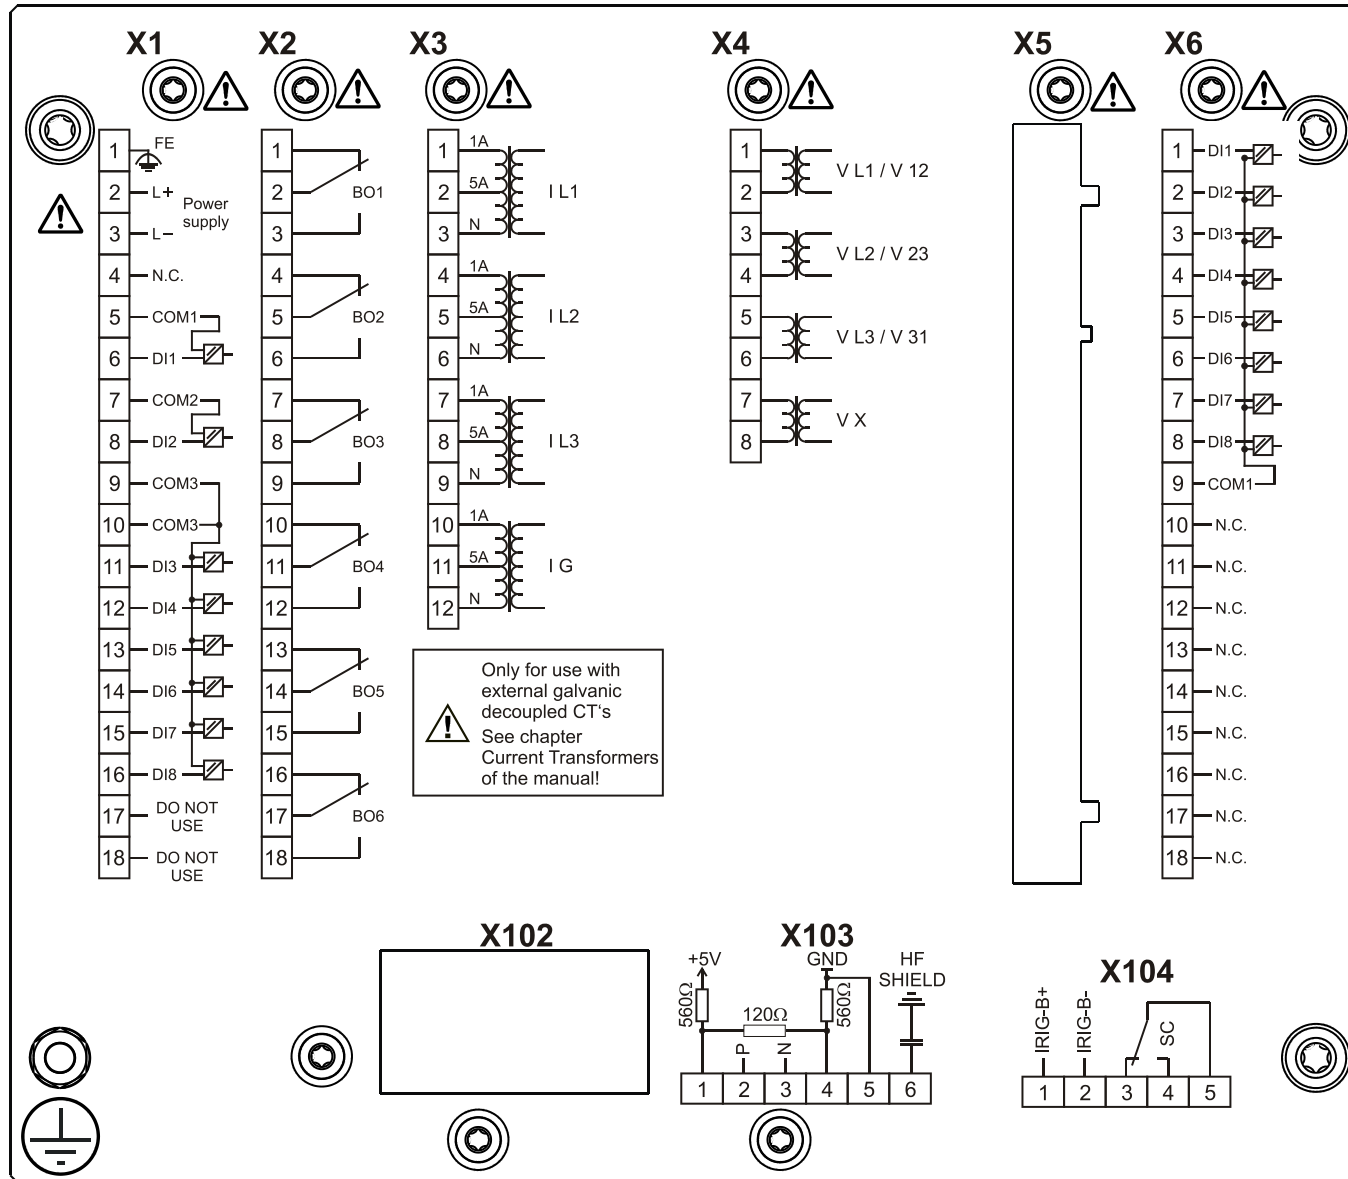 X1 X2 X3 X4 X5 X6
1 FE
2 L+
Power
supply
3 L–
4 N.C.
5 COM1
6 DI1
7 COM2
8 DI2
9 COM3
10 COM3
11 DI3
12 DI4
13 DI5
14 DI6
15 DI7
16 DI8
17 DO NOT
USE
18 DO NOT
USE
1
2 BO1
3
4
5 BO2
6
7
8 BO3
9
10
11 BO4
12
13
14 BO5
15
16
17 BO6
18
1 1A
2 5A I L1
3 N
4 1A
5 5A I L2
6 N
7 1A
8 5A I L3
9 N
10 1A
11 5A I G
12 N
Only for use with
external galvanic
decoupled CT‘s
See chapter
Current Transformers
of the manual!
1
V L1 / V 12
2
3
V L2 / V 23
4
5
V L3 / V 31
6
7
V X
8
1 DI1
2 DI2
3 DI3
4 DI4
5 DI5
6 DI6
7 DI7
8 DI8
9 COM1
10 N.C.
11 N.C.
12 N.C.
13 N.C.
14 N.C.
15 N.C.
16 N.C.
17 N.C.
18 N.C.
X102
X103
+5V GND HF
SHIELD
560Ω 120Ω 560Ω
P N
1 2 3 4 5 6
X104
IRIG-B+ IRIG-B- SC
1 2 3 4 5